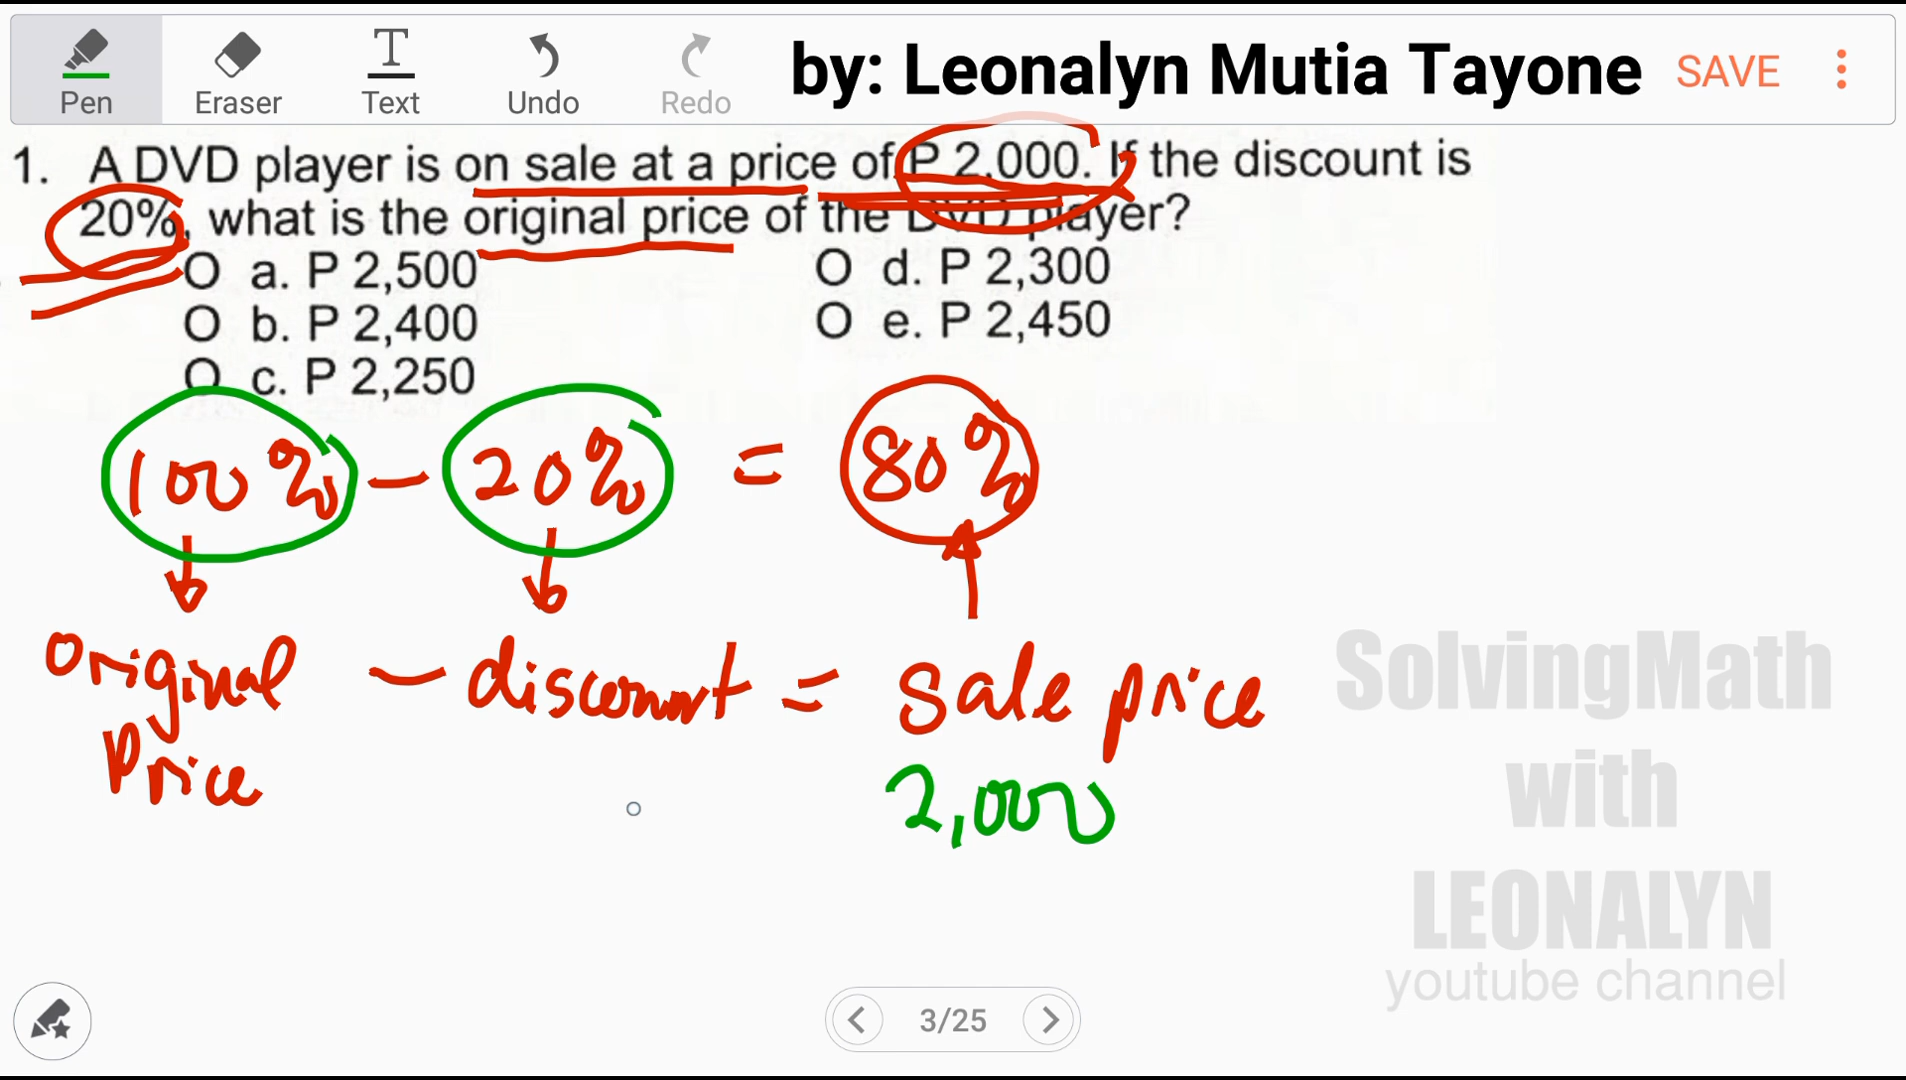 Pen Eraser Text Undo Redo by: Leonalyn Mutia Tayone SAVE
1. A DVD player is on sale at a price of P 2,000. If the discount is
20%, what is the original price of the DVD player?
O a. P 2,500
O b. P 2,400
O c. P 2,250
O d. P 2,300
O e. P 2,450
100% - 20% = 80%
original - discount = sale price
price
2,000
SolvingMath
with
LEONALYN
youtube channel
3/25